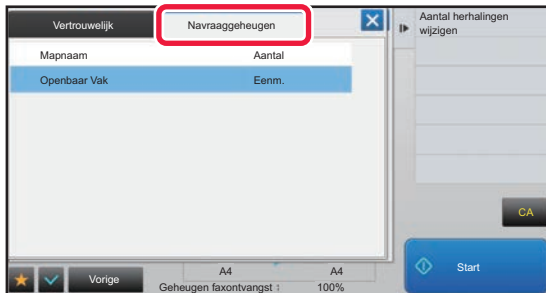 Vertrouwelijk
Navraaggeheugen
Mapnaam Aantal
Openbaar Vak Eenm.
Aantal herhalingen
wijzigen
CA
Start
Vorige
A4 A4
Geheugen faxontvangst : 100%